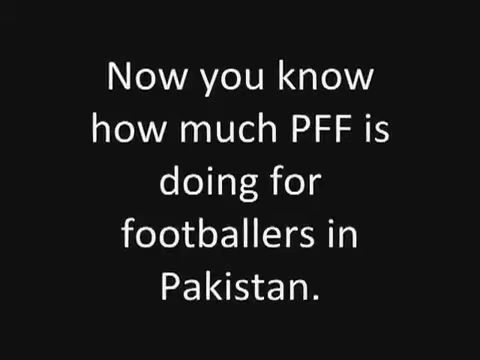 Now you know
how much PFF is
doing for
footballers in
Pakistan.